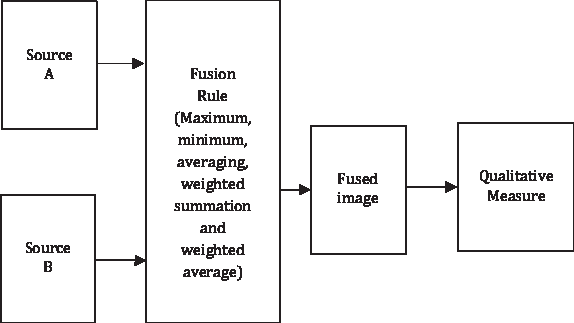 Source
A
Source
B
Fusion
Rule
(Maximum,
minimum,
averaging,
weighted
summation
and
weighted
average)
Fused
image
Qualitative
Measure